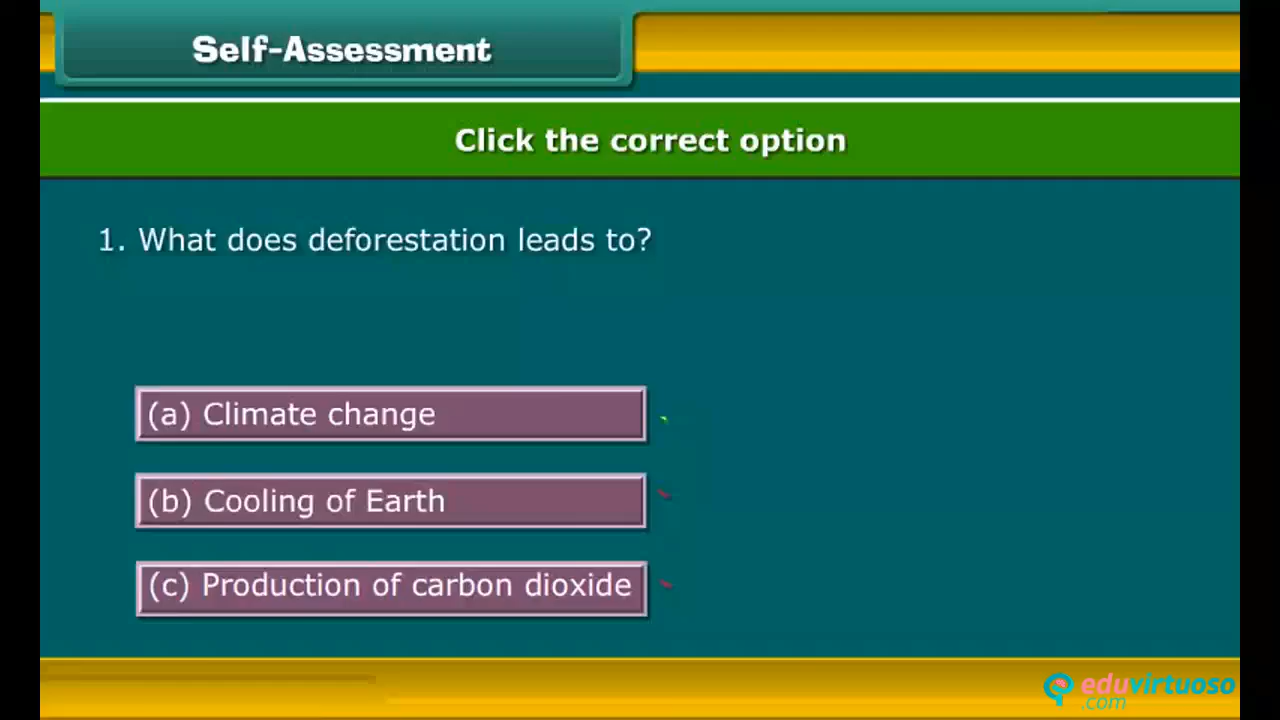 Self-Assessment
Click the correct option
1. What does deforestation leads to?
(a) Climate change
(b) Cooling of Earth
(c) Production of carbon dioxide
eduvirtuoso
.com